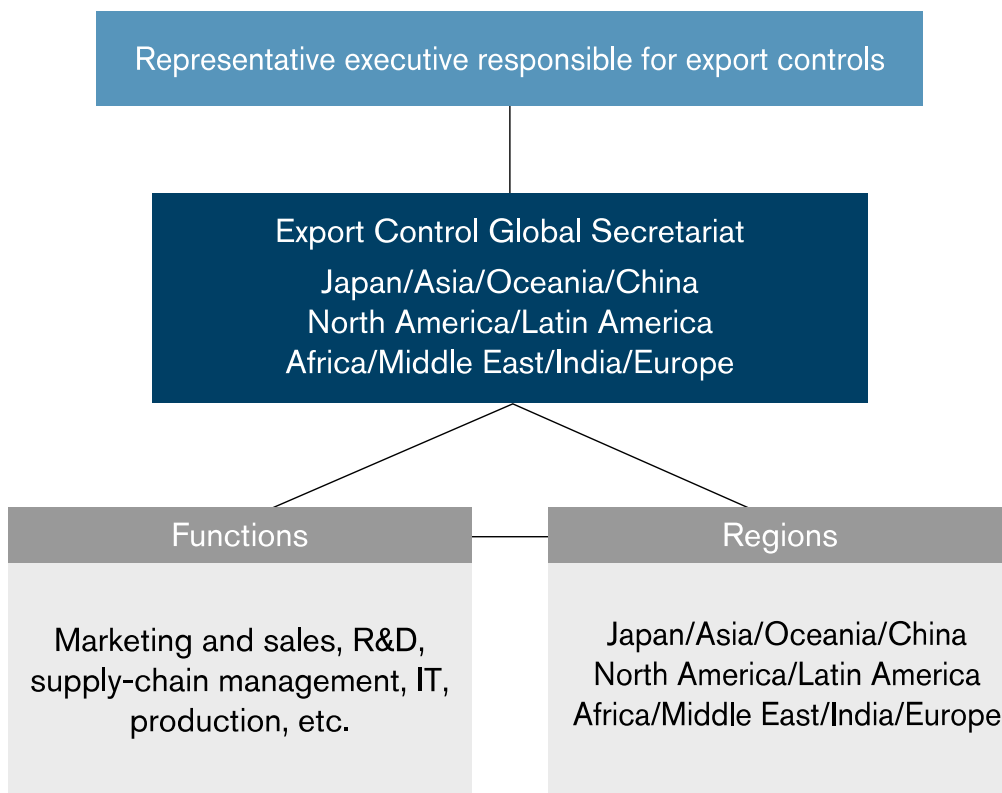 Representative executive responsible for export controls
Export Control Global Secretariat
Japan/Asia/Oceania/China
North America/Latin America
Africa/Middle East/India/Europe
Functions
Marketing and sales, R&D,
supply-chain management, IT,
production, etc.
Regions
Japan/Asia/Oceania/China
North America/Latin America
Africa/Middle East/India/Europe